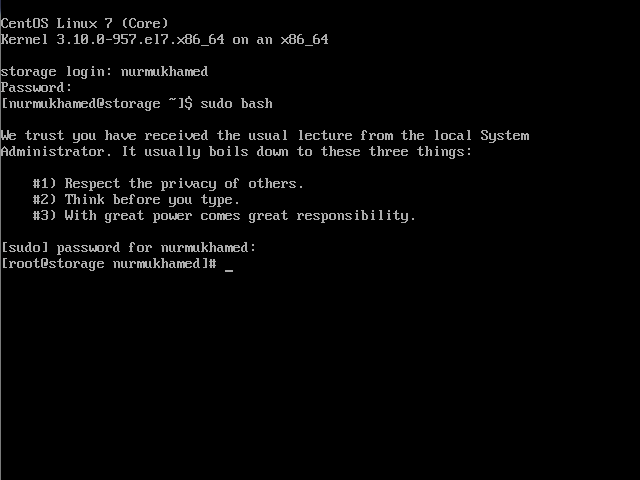 CentOS Linux 7 (Core)
Kernel 3.10.0-957.el7.x86_64 on an x86_64
storage login: nurmukhamed
Password:
[nurmukhamed@storage ~]$ sudo bash
We trust you have received the usual lecture from the local System
Administrator. It usually boils down to these three things:
#1) Respect the privacy of others.
#2) Think before you type.
#3) With great power comes great responsibility.
[sudo] password for nurmukhamed:
[root@storage nurmukhamed]# _